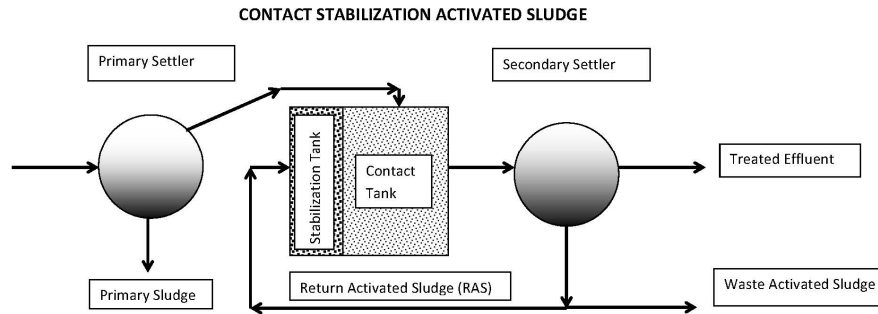 CONTACT STABILIZATION ACTIVATED SLUDGE
Primary Settler
Secondary Settler
Stabilization Tank
Contact
Tank
Treated Effluent
Primary Sludge
Return Activated Sludge (RAS)
Waste Activated Sludge